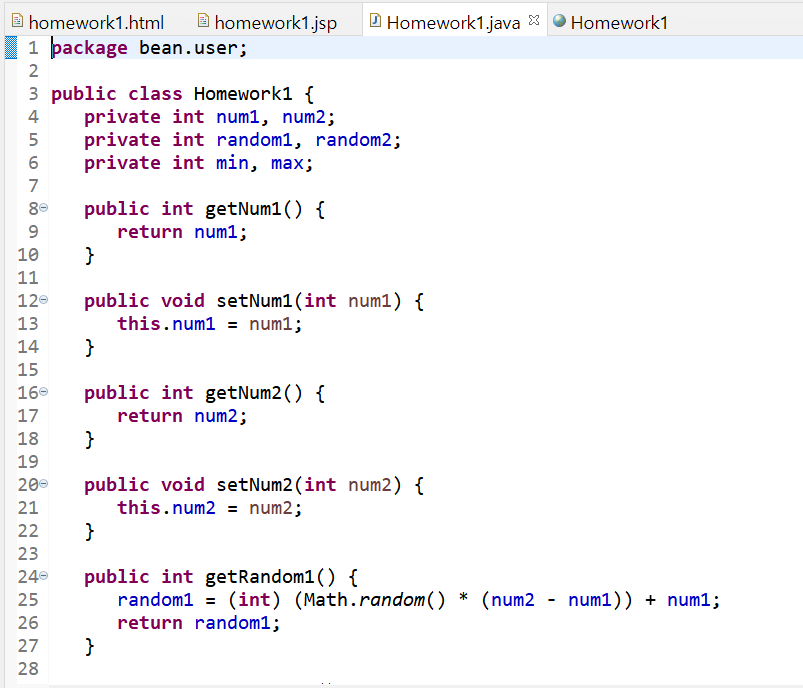 homework1.html homework1.jsp Homework1.java Homework1
1 package bean.user;
2
3 public class Homework1 {
4 private int num1, num2;
5 private int random1, random2;
6 private int min, max;
7
8 public int getNum1() {
9 return num1;
10 }
11
12 public void setNum1(int num1) {
13 this.num1 = num1;
14 }
15
16 public int getNum2() {
17 return num2;
18 }
19
20 public void setNum2(int num2) {
21 this.num2 = num2;
22 }
23
24 public int getRandom1() {
25 random1 = (int) (Math.random() * (num2 - num1)) + num1;
26 return random1;
27 }
28